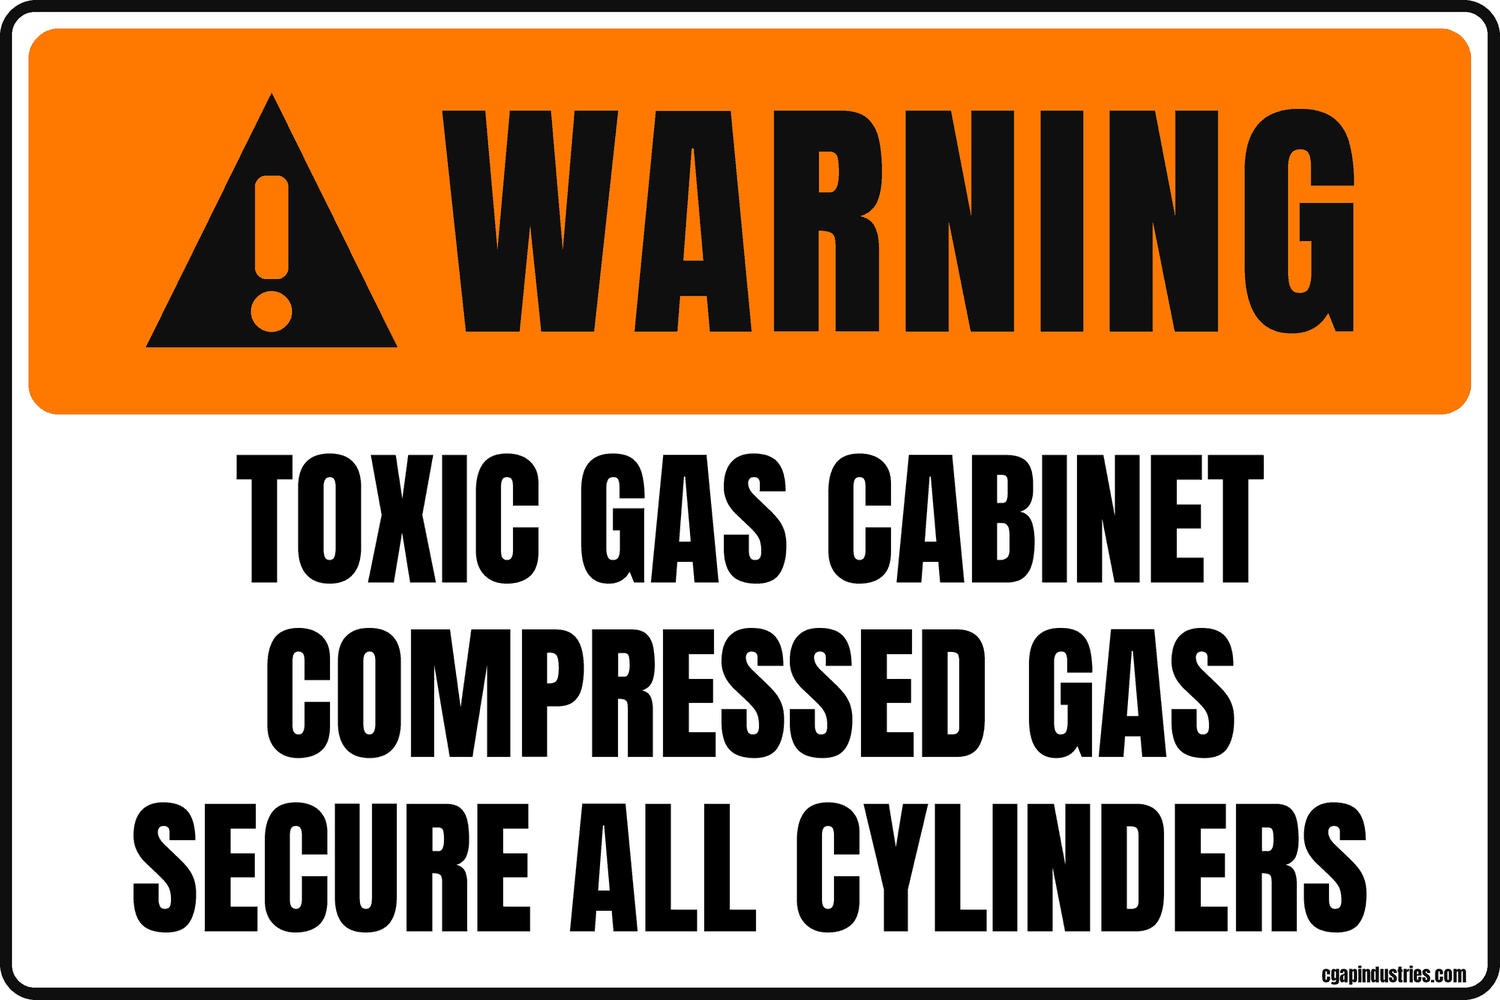 WARNING
TOXIC GAS CABINET
COMPRESSED GAS
SECURE ALL CYLINDERS
cgapindustries.com